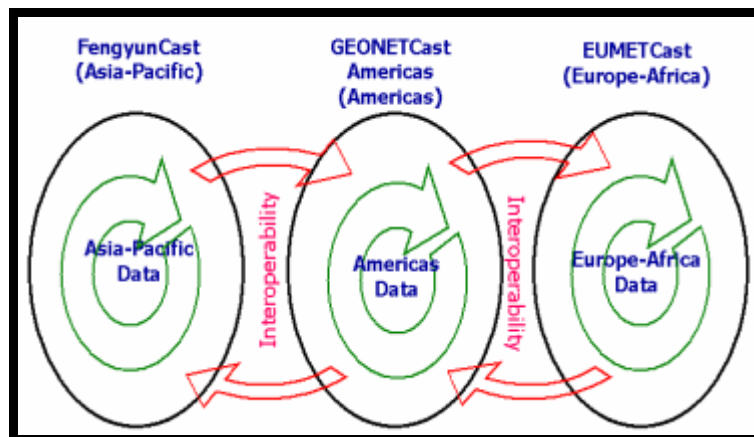 FengyunCast
(Asia-Pacific)
GEONETCast
Americas
(Americas)
EUMETCast
(Europe-Africa)
Asia-Pacific
Data
Interoperability
Americas
Data
Interoperability
Europe-Africa
Data